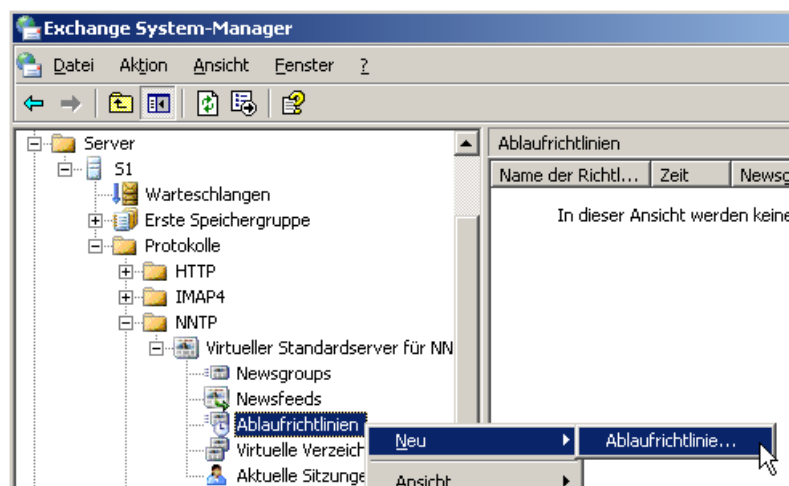 Exchange System-Manager
Datei Aktion Ansicht Fenster ?
Server
S1
Warteschlangen
Erste Speichergruppe
Protokolle
HTTP
IMAP4
NNTP
Virtueller Standardserver für NN
Newsgroups
Newsfeeds
Ablaufrichtlinien
Virtuelle Verzeich
Aktuelle Sitzunge
Ablaufrichtlinien
Name der Richtl... Zeit Newsg
In dieser Ansicht werden keine
Neu
Ansicht
Ablaufrichtlinie...